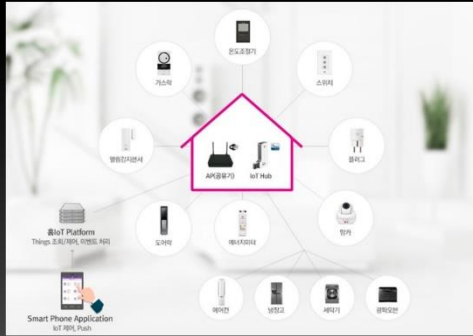 온도조절기
가스락
스위치
열림감지센서
플러그
AP(공유기)
IoT Hub
홈IoT Platform
Things 조회/제어, 이벤트 처리
도어락
에너지미터
맘카
Smart Phone Application
IoT 제어, Push
에어컨
냉장고
세탁기
광파오븐